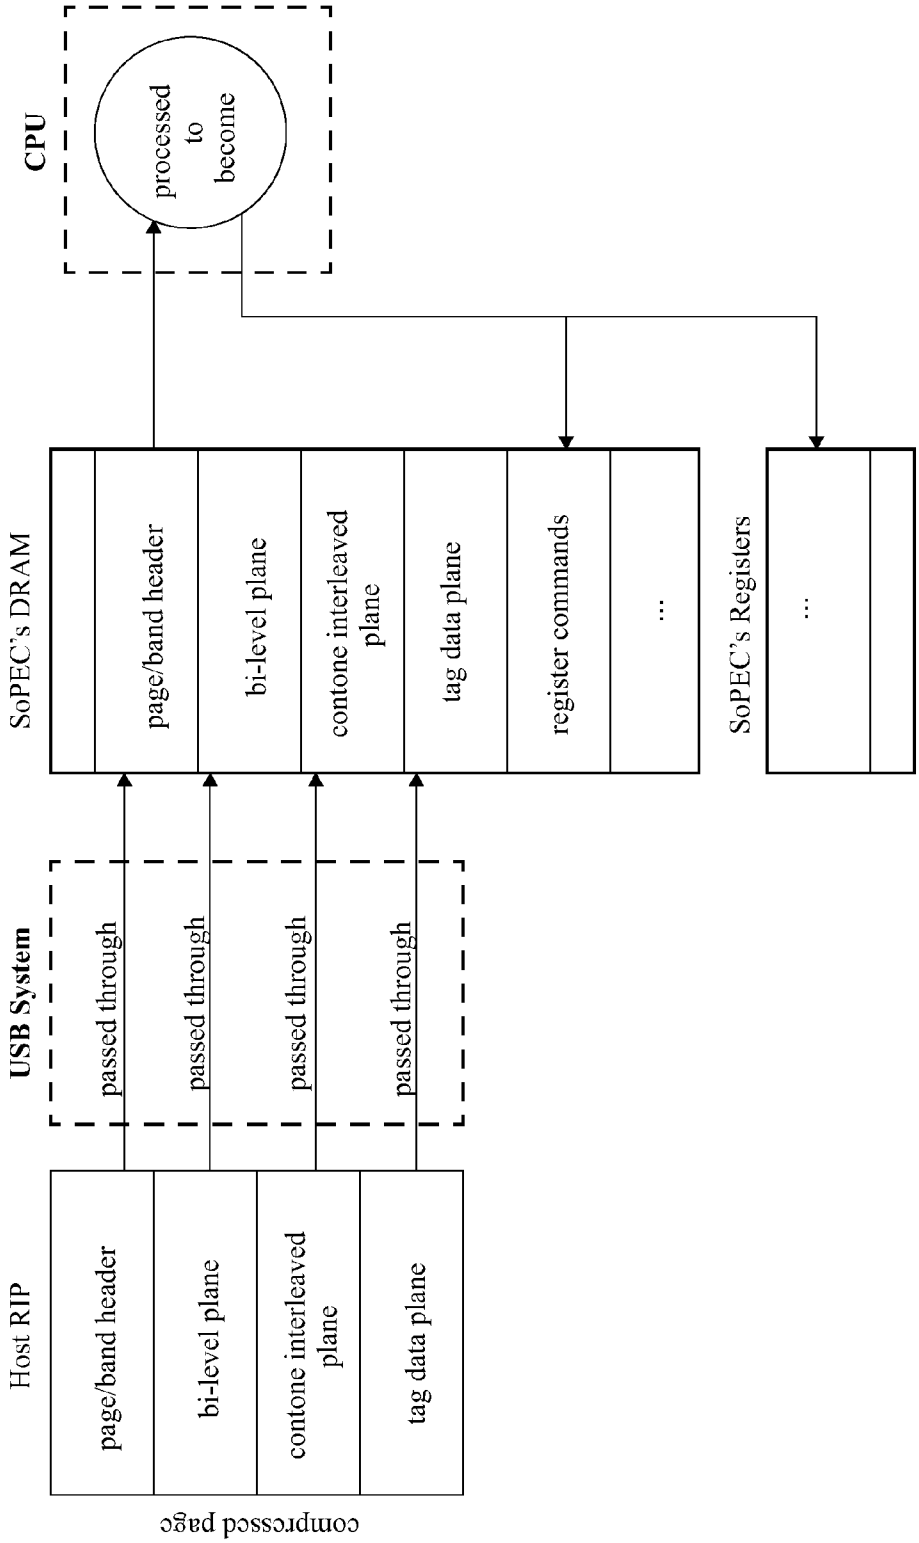 Host RIP
compressed page
page/band header
bi-level plane
contone interleaved
plane
tag data plane
USB System
passed through
passed through
passed through
passed through
SoPEC's DRAM
page/band header
bi-level plane
contone interleaved
plane
tag data plane
register commands
...
SoPEC's Registers
...
CPU
processed
to
become